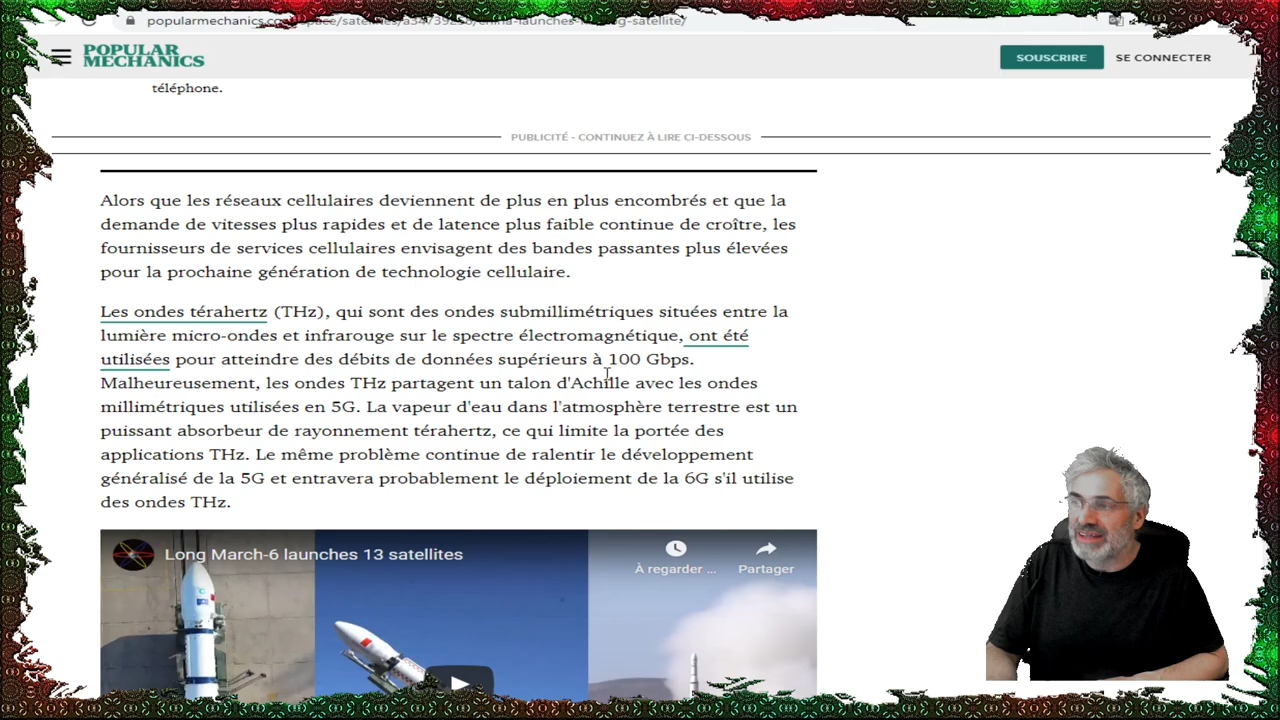 POPULAR
MECHANICS
SOUSCRIRE
SE CONNECTER
téléphone.
PUBLICITÉ - CONTINUEZ À LIRE CI-DESSOUS
Alors que les réseaux cellulaires deviennent de plus en plus encombrés et que la
demande de vitesses plus rapides et de latence plus faible continue de croître, les
fournisseurs de services cellulaires envisagent des bandes passantes plus élevées
pour la prochaine génération de technologie cellulaire.
Les ondes térahertz (THz), qui sont des ondes submillimétriques situées entre la
lumière micro-ondes et infrarouge sur le spectre électromagnétique, ont été
utilisées pour atteindre des débits de données supérieurs à 100 Gbps.
Malheureusement, les ondes THz partagent un talon d'Achille avec les ondes
millimétriques utilisées en 5G. La vapeur d'eau dans l'atmosphère terrestre est un
puissant absorbeur de rayonnement térahertz, ce qui limite la portée des
applications THz. Le même problème continue de ralentir le développement
généralisé de la 5G et entravera probablement le déploiement de la 6G s'il utilise
des ondes THz.
Long March-6 launches 13 satellites
À regarder ...
Partager